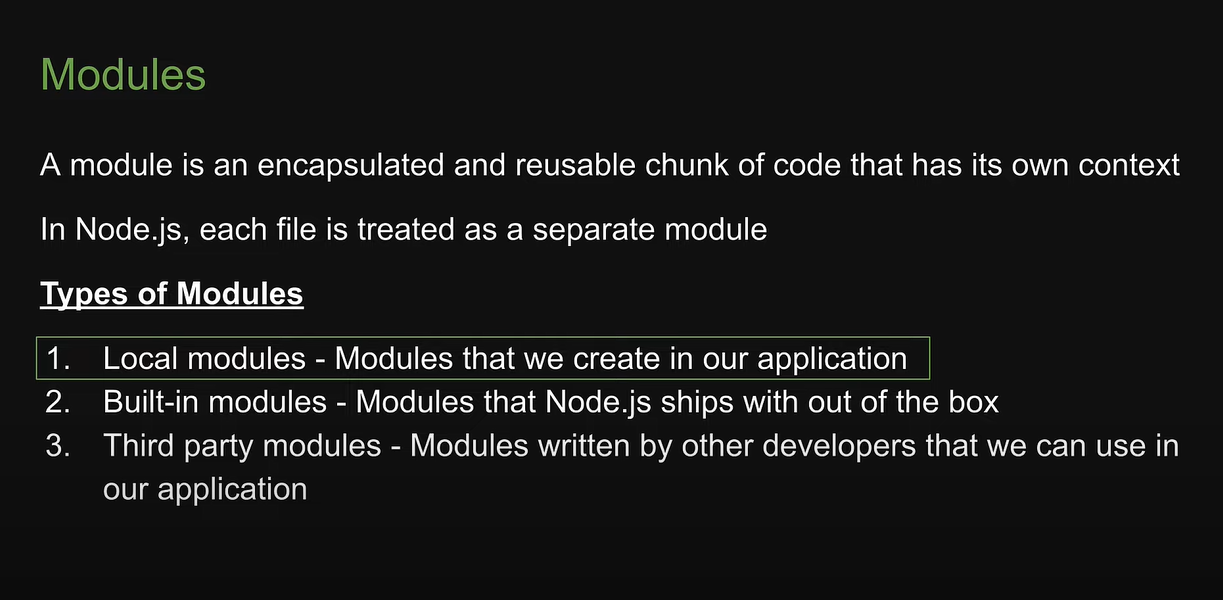 Modules
A module is an encapsulated and reusable chunk of code that has its own context
In Node.js, each file is treated as a separate module
Types of Modules
1. Local modules - Modules that we create in our application
2. Built-in modules - Modules that Node.js ships with out of the box
3. Third party modules - Modules written by other developers that we can use in
our application